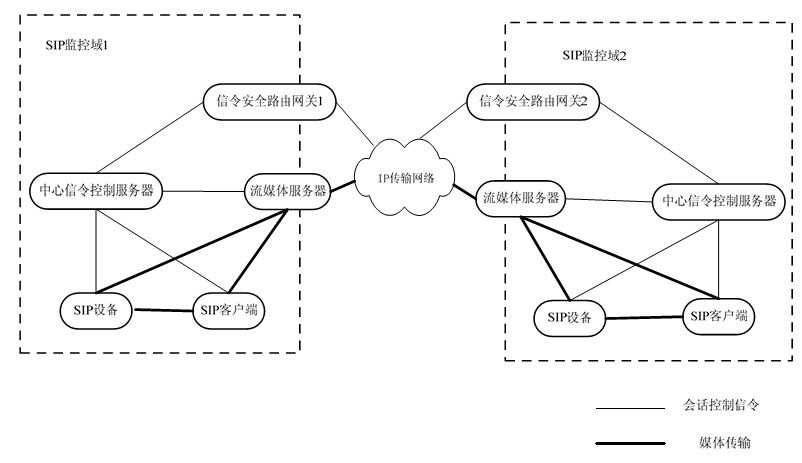 SIP监控域1
SIP监控域2
信令安全路由网关1
信令安全路由网关2
IP传输网络
中心信令控制服务器
流媒体服务器
流媒体服务器
中心信令控制服务器
SIP设备
SIP客户端
SIP设备
SIP客户端
会话控制信令
媒体传输